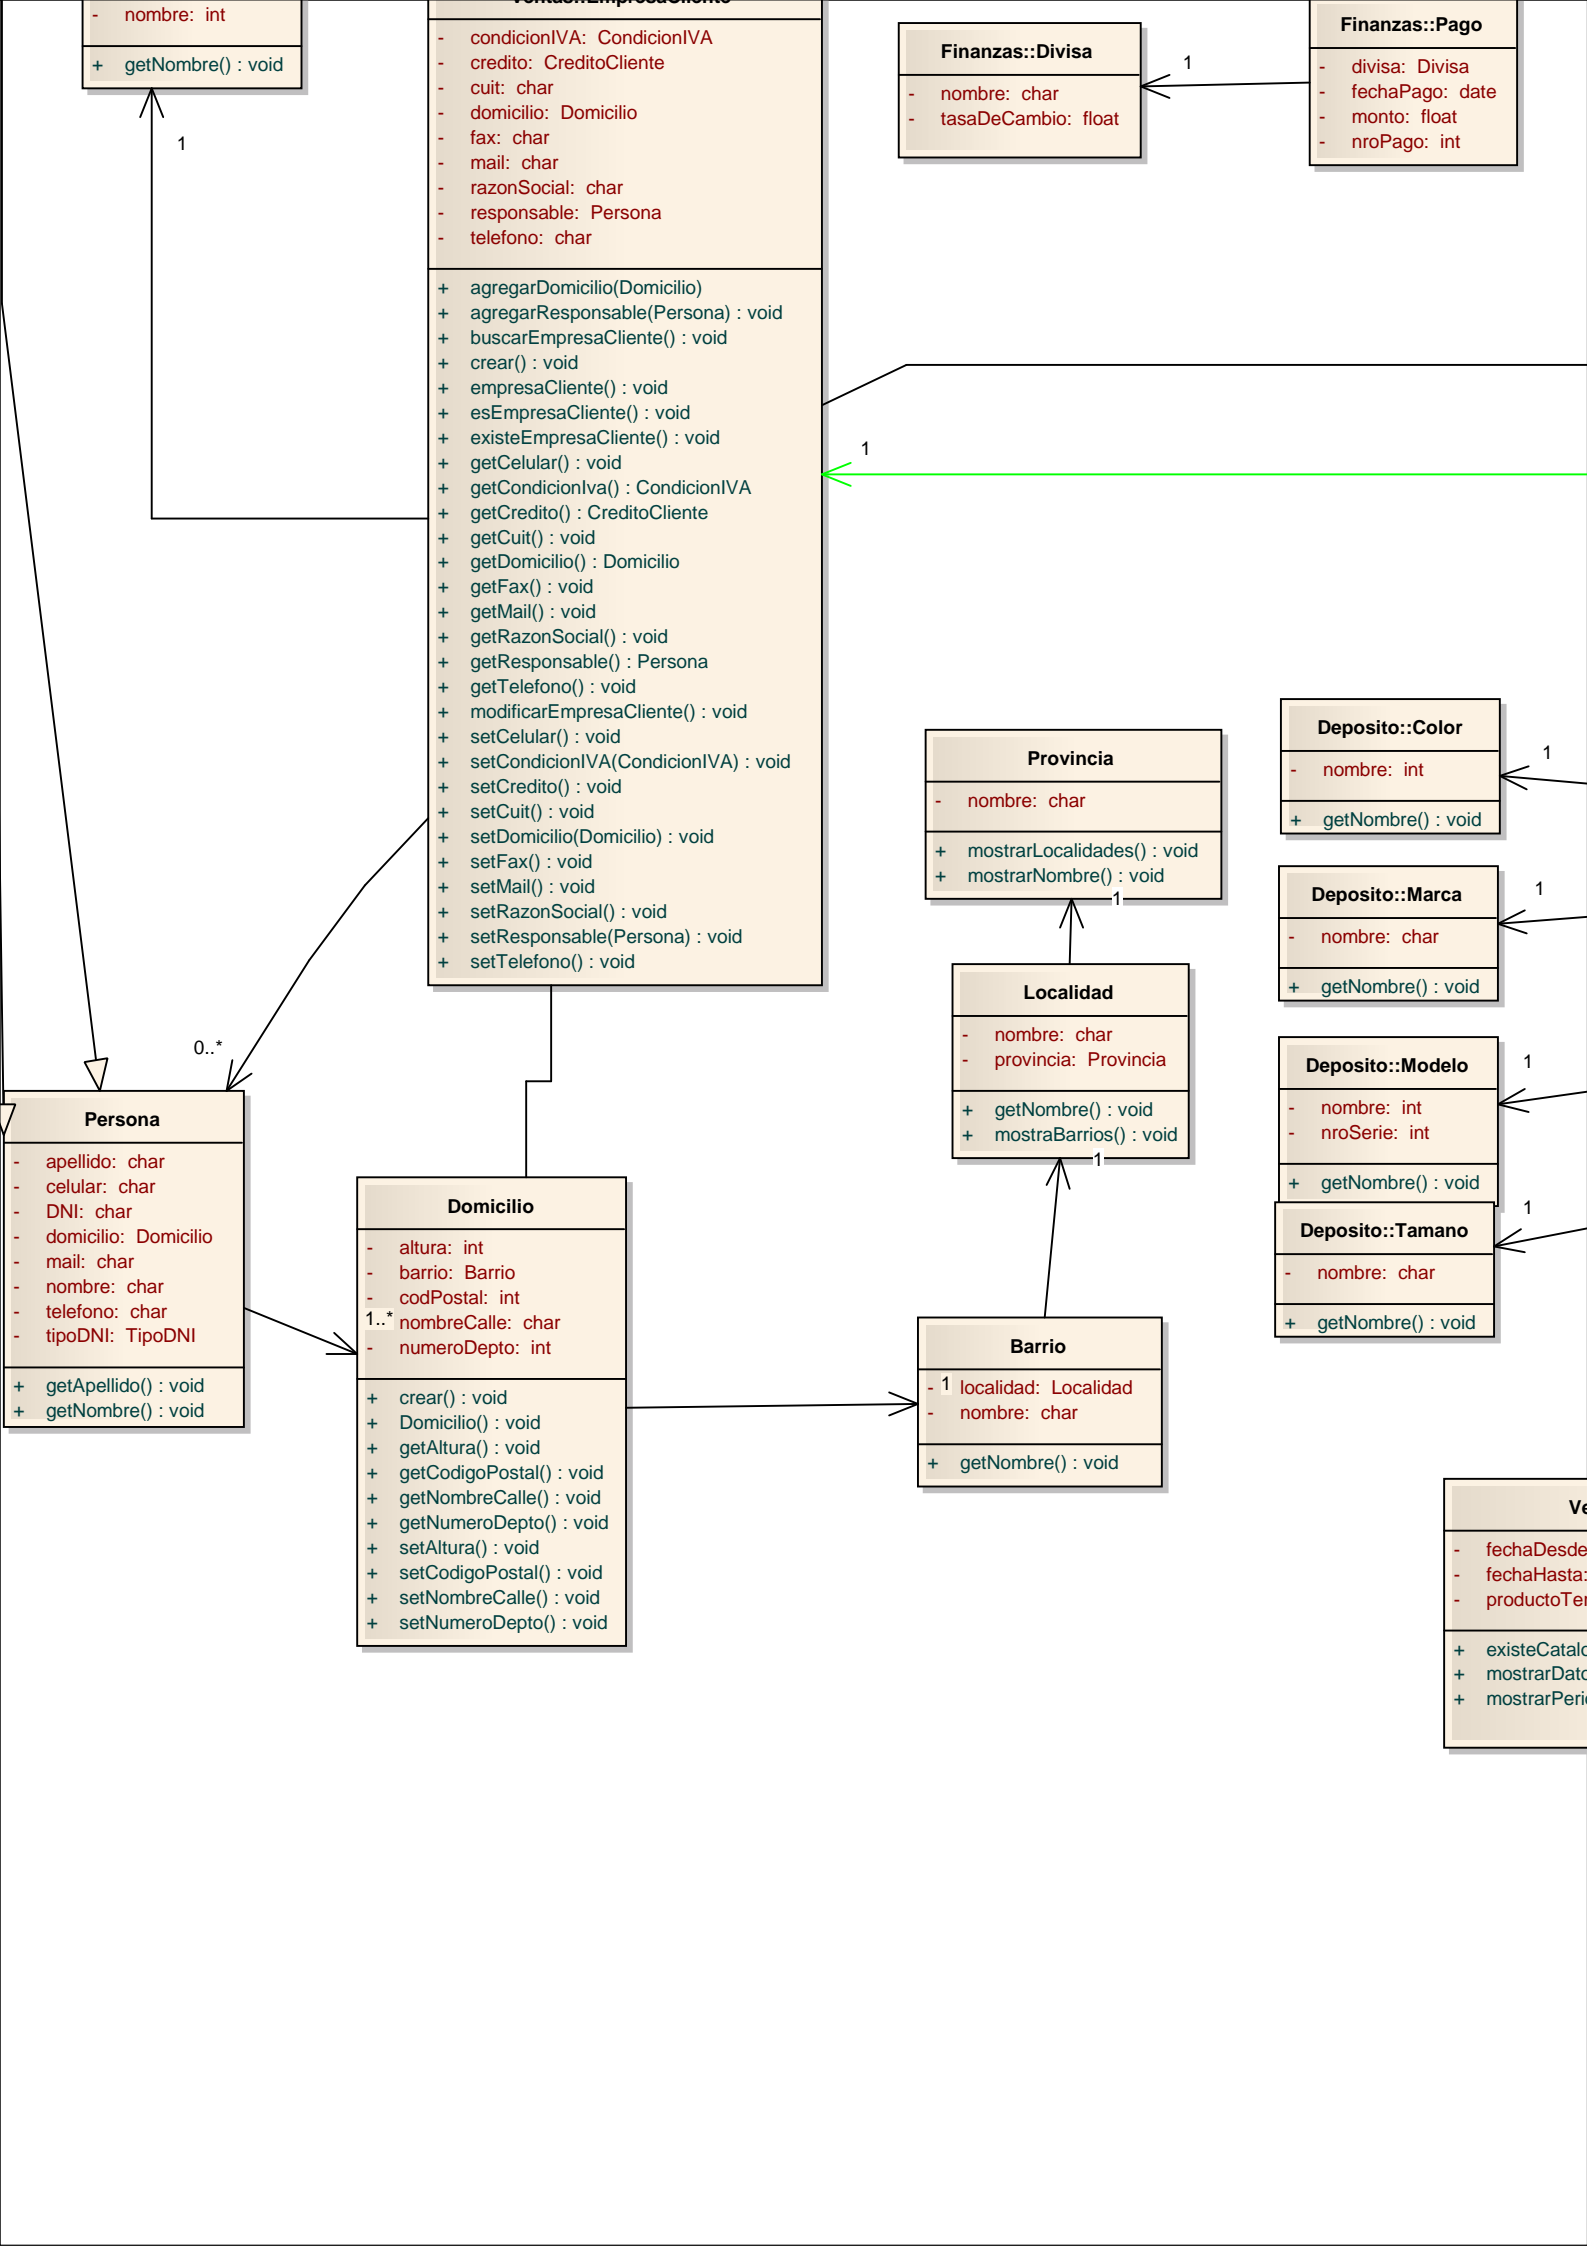 - nombre: int
+ getNombre() : void
1
Ventas::EmpresaCliente
- condicionIVA: CondicionIVA
- credito: CreditoCliente
- cuit: char
- domicilio: Domicilio
- fax: char
- mail: char
- razonSocial: char
- responsable: Persona
- telefono: char
+ agregarDomicilio(Domicilio)
+ agregarResponsable(Persona) : void
+ buscarEmpresaCliente() : void
+ crear() : void
+ empresaCliente() : void
+ esEmpresaCliente() : void
+ existeEmpresaCliente() : void
+ getCelular() : void
+ getCondicionIva() : CondicionIVA
+ getCredito() : CreditoCliente
+ getCuit() : void
+ getDomicilio() : Domicilio
+ getFax() : void
+ getMail() : void
+ getRazonSocial() : void
+ getResponsable() : Persona
+ getTelefono() : void
+ modificarEmpresaCliente() : void
+ setCelular() : void
+ setCondicionIVA(CondicionIVA) : void
+ setCredito() : void
+ setCuit() : void
+ setDomicilio(Domicilio) : void
+ setFax() : void
+ setMail() : void
+ setRazonSocial() : void
+ setResponsable(Persona) : void
+ setTelefono() : void
Finanzas::Divisa
- nombre: char
- tasaDeCambio: float
1
Finanzas::Pago
- divisa: Divisa
- fechaPago: date
- monto: float
- nroPago: int
1
Provincia
- nombre: char
+ mostrarLocalidades() : void
+ mostrarNombre() : void
1
Localidad
- nombre: char
- provincia: Provincia
+ getNombre() : void
+ mostraBarrios() : void
1
Deposito::Color
- nombre: int
+ getNombre() : void
1
Deposito::Marca
- nombre: char
+ getNombre() : void
1
Deposito::Modelo
- nombre: int
- nroSerie: int
+ getNombre() : void
1
Deposito::Tamano
- nombre: char
+ getNombre() : void
1
0..*
Persona
- apellido: char
- celular: char
- DNI: char
- domicilio: Domicilio
- mail: char
- nombre: char
- telefono: char
- tipoDNI: TipoDNI
+ getApellido() : void
+ getNombre() : void
Domicilio
- altura: int
- barrio: Barrio
- codPostal: int
1..* nombreCalle: char
- numeroDepto: int
+ crear() : void
+ Domicilio() : void
+ getAltura() : void
+ getCodigoPostal() : void
+ getNombreCalle() : void
+ getNumeroDepto() : void
+ setAltura() : void
+ setCodigoPostal() : void
+ setNombreCalle() : void
+ setNumeroDepto() : void
Barrio
- 1 localidad: Localidad
- nombre: char
+ getNombre() : void
- fechaDesde
- fechaHasta:
-
+
+
+